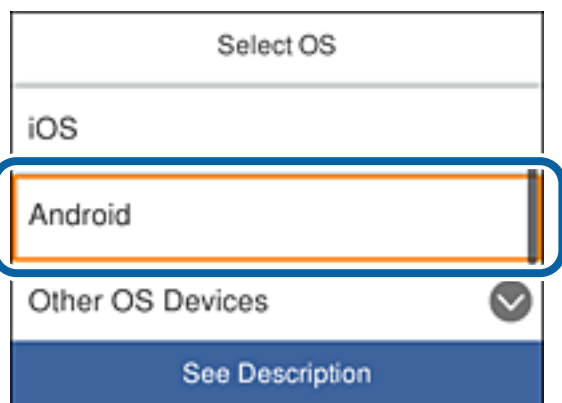 Select OS
iOS
Android
Other OS Devices
See Description